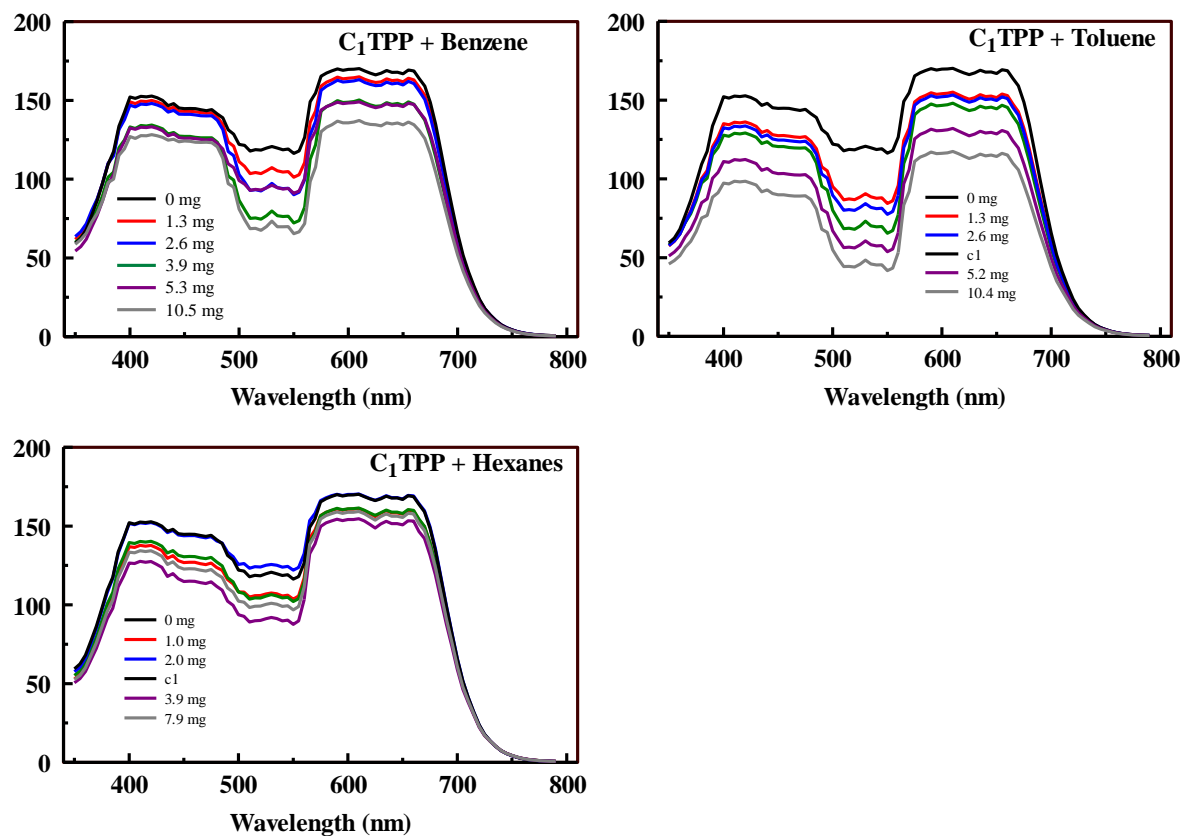 C₁TPP + Benzene
200
150
100
50
0
0 mg
1.3 mg
2.6 mg
3.9 mg
5.3 mg
10.5 mg
400 500 600 700 800
Wavelength (nm)
C₁TPP + Toluene
200
150
100
50
0
0 mg
1.3 mg
2.6 mg
c1
5.2 mg
10.4 mg
400 500 600 700 800
Wavelength (nm)
C₁TPP + Hexanes
200
150
100
50
0
0 mg
1.0 mg
2.0 mg
c1
3.9 mg
7.9 mg
400 500 600 700 800
Wavelength (nm)